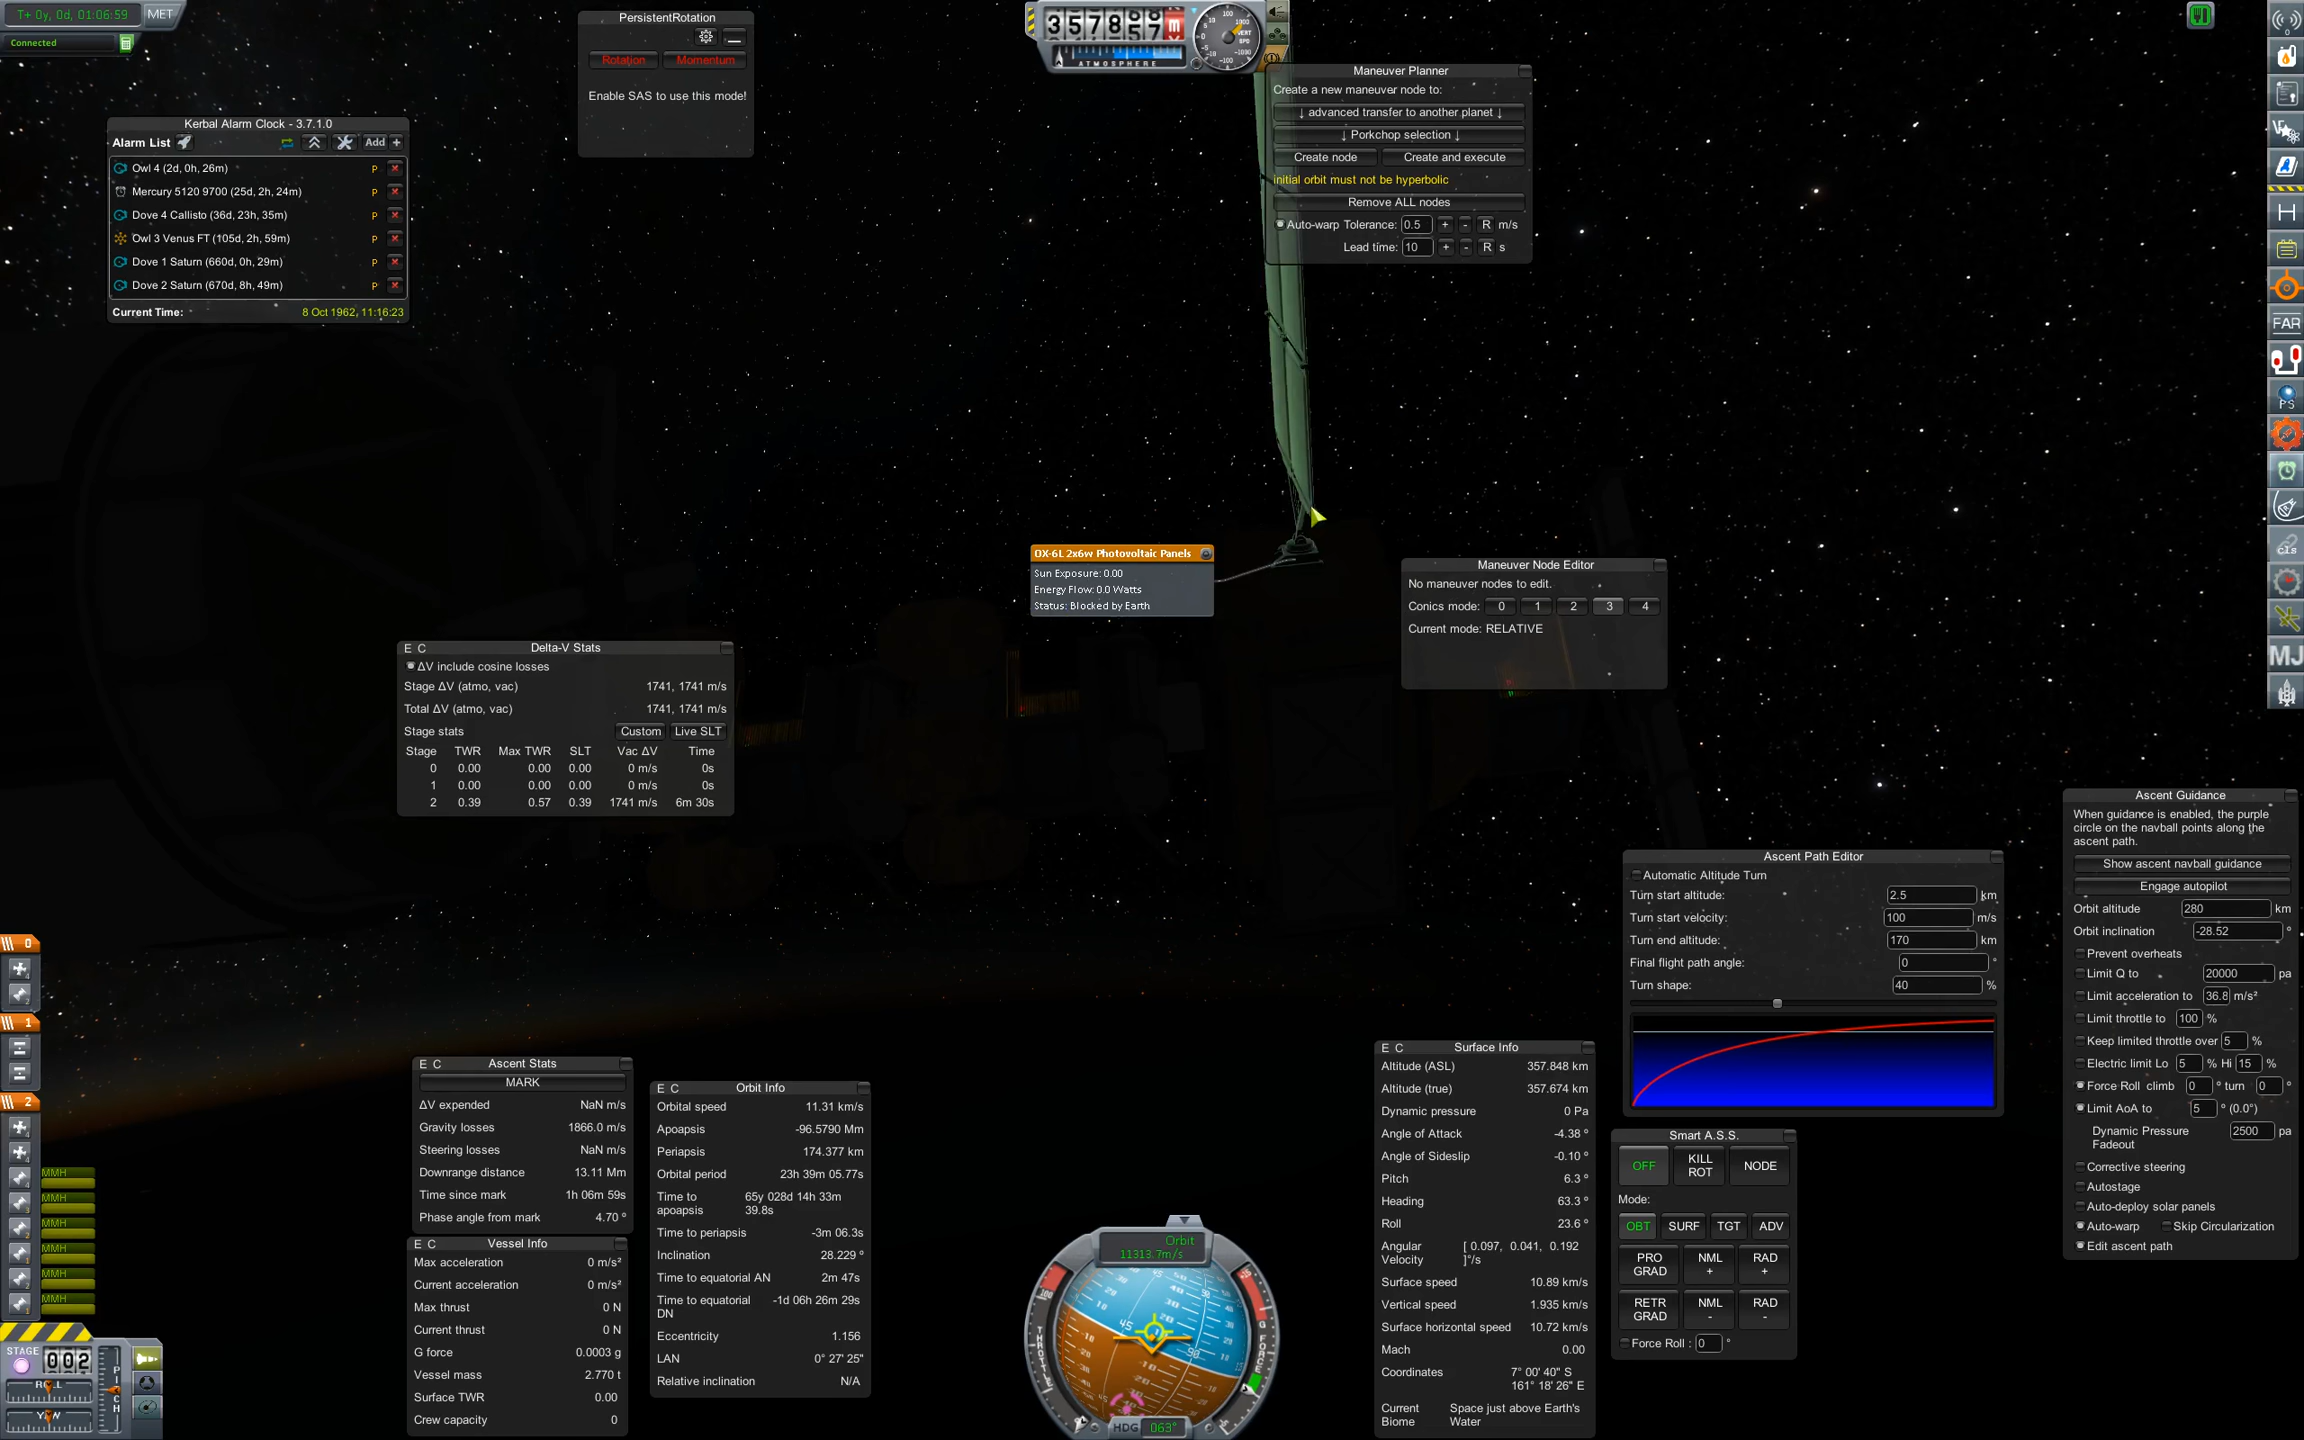 T+ 0y, 0d, 01:06:59 MET
Connected
PersistentRotation
Rotation Momentum
Enable SAS to use this mode!
ATMOSPHERE
Maneuver Planner
Create a new maneuver node to:
↓ advanced transfer to another planet ↓
↓ Porkchop selection ↓
Create node Create and execute
initial orbit must not be hyperbolic
Remove ALL nodes
Auto-warp Tolerance: 0.5 + - R m/s
Lead time: 10 + - R s
Kerbal Alarm Clock - 3.7.1.0
Alarm List Add +
Owl 4 (2d, 0h, 26m) P
Mercury 5120 9700 (25d, 2h, 24m) P
Dove 4 Callisto (36d, 23h, 35m) P
Owl 3 Venus FT (105d, 2h, 59m) P
Dove 1 Saturn (660d, 0h, 29m) P
Dove 2 Saturn (670d, 8h, 49m) P
Current Time: 8 Oct 1962, 11:16:23
FAR
PS
cls
MJ
OX-6L 2x6w Photovoltaic Panels
Sun Exposure: 0.00
Energy Flow: 0.0 Watts
Status: Blocked by Earth
Maneuver Node Editor
No maneuver nodes to edit.
Conics mode: 0 1 2 3 4
Current mode: RELATIVE
E C Delta-V Stats
ΔV include cosine losses
Stage ΔV (atmo, vac) 1741, 1741 m/s
Total ΔV (atmo, vac) 1741, 1741 m/s
Stage stats Custom Live SLT
Stage TWR Max TWR SLT Vac ΔV Time
0 0.00 0.00 0.00 0 m/s 0s
1 0.00 0.00 0.00 0 m/s 0s
2 0.39 0.57 0.39 1741 m/s 6m 30s
Ascent Guidance
When guidance is enabled, the purple
circle on the navball points along the
ascent path.
Show ascent navball guidance
Engage autopilot
Orbit altitude 280 km
Orbit inclination -28.52 º
Prevent overheats
Limit Q to 20000 pa
Limit acceleration to 36.8 m/s²
Limit throttle to 100 %
Keep limited throttle over 5 %
Electric limit Lo 5 % Hi 15 %
Force Roll climb 0 º turn 0 º
Limit AoA to 5 º (0.0°)
Dynamic Pressure 2500 pa
Fadeout
Corrective steering
Autostage
Auto-deploy solar panels
Auto-warp Skip Circularization
Edit ascent path
Ascent Path Editor
Automatic Altitude Turn
Turn start altitude: 2.5 km
Turn start velocity: 100 m/s
Turn end altitude: 170 km
Final flight path angle: 0 °
Turn shape: 40 %
0
1
2
MMH
MMH
MMH
MMH
MMH
MMH
STAGE 002
ROLL
YAW
PITCH
E C Ascent Stats
MARK
ΔV expended NaN m/s
Gravity losses 1866.0 m/s
Steering losses NaN m/s
Downrange distance 13.11 Mm
Time since mark 1h 06m 59s
Phase angle from mark 4.70 º
E C Vessel Info
Max acceleration 0 m/s²
Current acceleration 0 m/s²
Max thrust 0 N
Current thrust 0 N
G force 0.0003 g
Vessel mass 2.770 t
Surface TWR 0.00
Crew capacity 0
E C Orbit Info
Orbital speed 11.31 km/s
Apoapsis -96.5790 Mm
Periapsis 174.377 km
Orbital period 23h 39m 05.77s
Time to 65y 028d 14h 33m
apoapsis 39.8s
Time to periapsis -3m 06.3s
Inclination 28.229 º
Time to equatorial AN 2m 47s
Time to equatorial -1d 06h 26m 29s
DN
Eccentricity 1.156
LAN 0° 27' 25"
Relative inclination N/A
Orbit
11313.7m/s
THROTTLE
G FORCE
HDG 063°
E C Surface Info
Altitude (ASL) 357.848 km
Altitude (true) 357.674 km
Dynamic pressure 0 Pa
Angle of Attack -4.38 º
Angle of Sideslip -0.10 º
Pitch 6.3 º
Heading 63.3 º
Roll 23.6 º
Angular [ 0.097, 0.041, 0.192
Velocity ]°/s
Surface speed 10.89 km/s
Vertical speed 1.935 km/s
Surface horizontal speed 10.72 km/s
Mach 0.00
Coordinates 7° 00' 40" S
161° 18' 26" E
Current Space just above Earth's
Biome Water
Smart A.S.S.
OFF KILL ROT NODE
Mode:
OBT SURF TGT ADV
PRO GRAD NML + RAD +
RETR GRAD NML - RAD -
Force Roll : 0 °